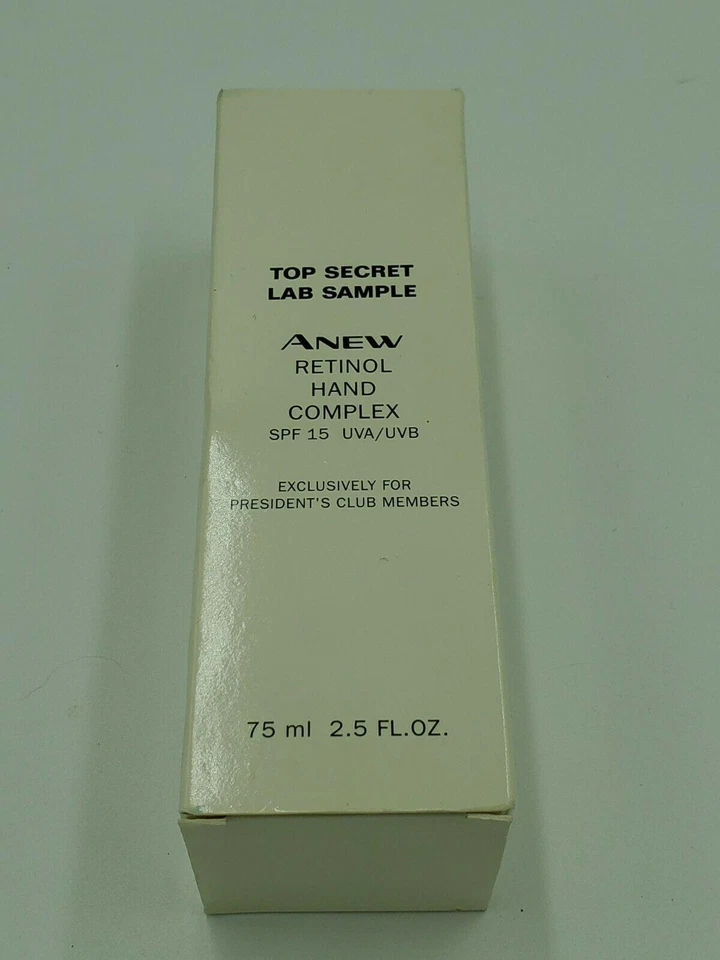 TOP SECRET
LAB SAMPLE
ANEW
RETINOL
HAND
COMPLEX
SPF 15 UVA/UVB
EXCLUSIVELY FOR
PRESIDENT'S CLUB MEMBERS
75 ml 2.5 FL.OZ.